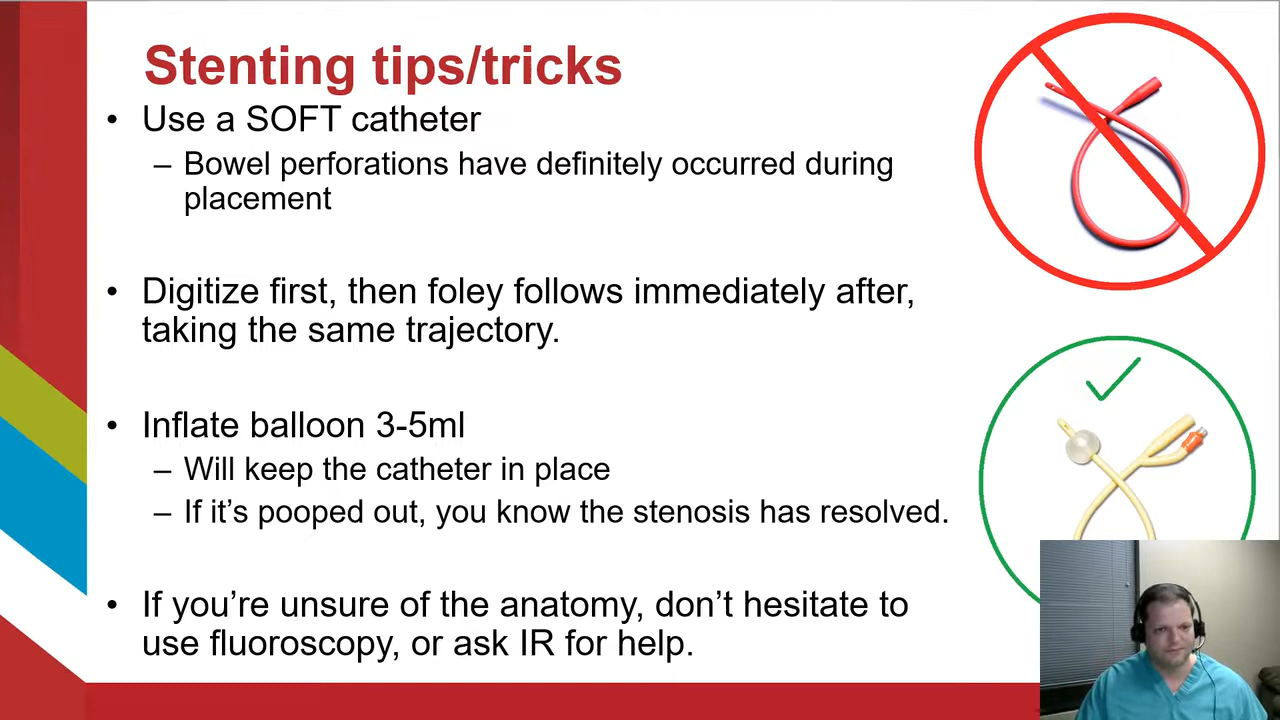 Stenting tips/tricks
• Use a SOFT catheter
– Bowel perforations have definitely occurred during
placement
• Digitize first, then foley follows immediately after,
taking the same trajectory.
• Inflate balloon 3-5ml
– Will keep the catheter in place
– If it’s pooped out, you know the stenosis has resolved.
• If you’re unsure of the anatomy, don’t hesitate to
use fluoroscopy, or ask IR for help.